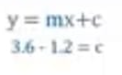 y = mx+c
3.6 - 1.2 = c